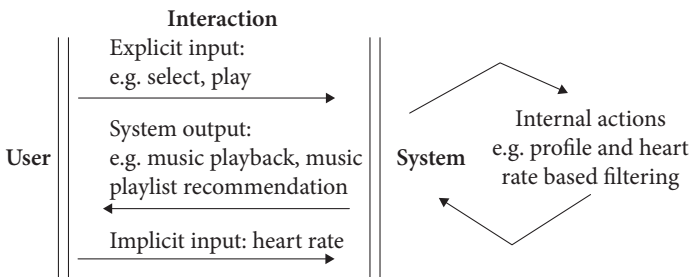 Interaction
Explicit input:
e.g. select, play
System output:
e.g. music playback, music
playlist recommendation
Implicit input: heart rate
User
System
Internal actions
e.g. profile and heart
rate based filtering